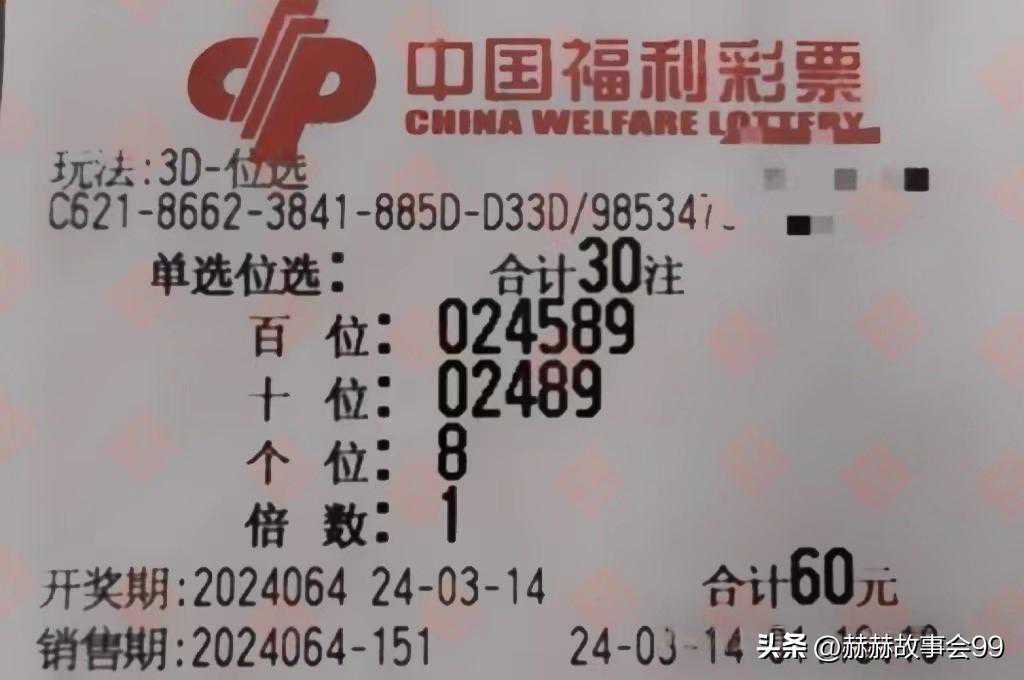 中国福利彩票
CHINA WELFARE LOTTERY
玩法:3D-位选
C621-8662-3841-885D-D33D/985347
单选位选: 合计30注
百位: 024589
十位: 02489
个位: 8
倍数: 1
开奖期:2024064 24-03-14 合计60元
销售期:2024064-151 24-03-14
头条 @赫赫故事会99